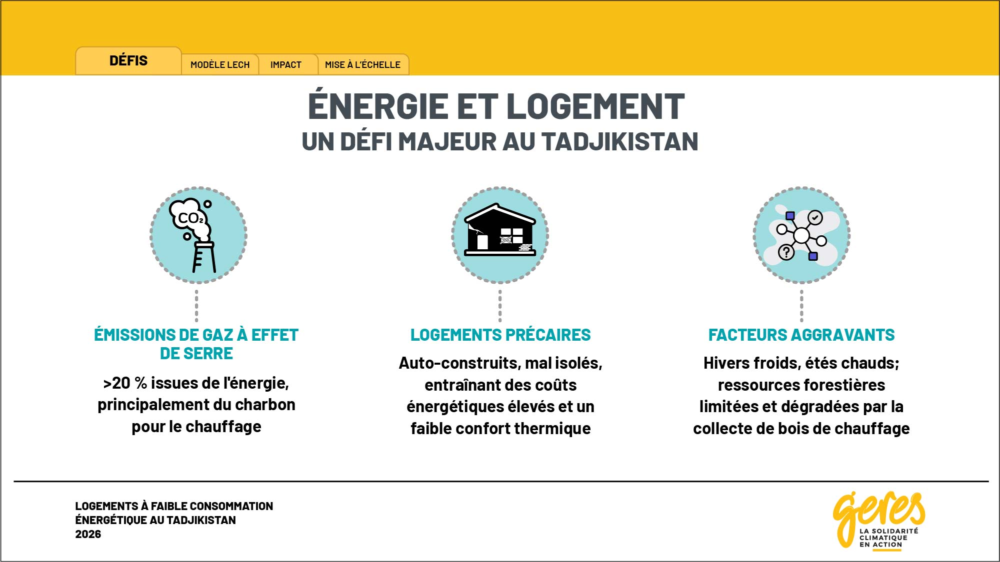 DÉFIS
MODÈLE LECH
IMPACT
MISE À L'ÉCHELLE
ÉNERGIE ET LOGEMENT
UN DÉFI MAJEUR AU TADJIKISTAN
CO₂
?
ÉMISSIONS DE GAZ À EFFET
DE SERRE
>20 % issues de l'énergie,
principalement du charbon
pour le chauffage
LOGEMENTS PRÉCAIRES
Auto-construits, mal isolés,
entraînant des coûts
énergétiques élevés et un
faible confort thermique
FACTEURS AGGRAVANTS
Hivers froids, étés chauds;
ressources forestières
limitées et dégradées par la
collecte de bois de chauffage
LOGEMENTS À FAIBLE CONSOMMATION
ÉNERGÉTIQUE AU TADJIKISTAN
2026
geres
LA SOLIDARITÉ
CLIMATIQUE
EN ACTION